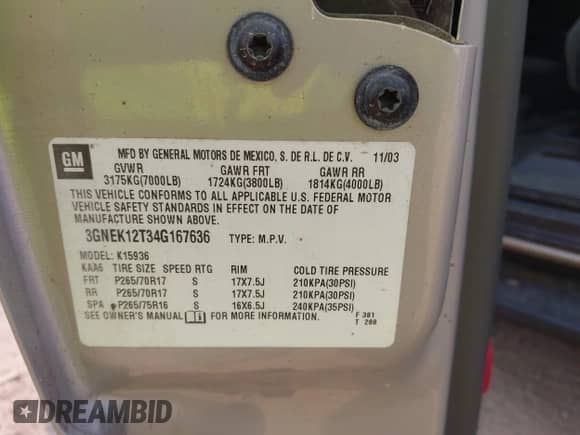 GM
MFD BY GENERAL MOTORS DE MEXICO, S. DE R.L. DE C.V. 11/03
GVWR GAWR FRT GAWR RR
3175KG(7000LB) 1724KG(3800LB) 1814KG(4000LB)
THIS VEHICLE CONFORMS TO ALL APPLICABLE U.S. FEDERAL MOTOR
VEHICLE SAFETY STANDARDS IN EFFECT ON THE DATE OF
MANUFACTURE SHOWN ABOVE.
3GNEK12T34G167636 TYPE: M.P.V.
MODEL: K15936
KAA6 TIRE SIZE SPEED RTG RIM COLD TIRE PRESSURE
FRT P265/70R17 S 17X7.5J 210KPA(30PSI)
RR P265/70R17 S 17X7.5J 210KPA(30PSI)
SPA P265/75R16 S 16X6.5J 240KPA(35PSI)
SEE OWNER'S MANUAL FOR MORE INFORMATION. F 381
T 208
DREAMBID